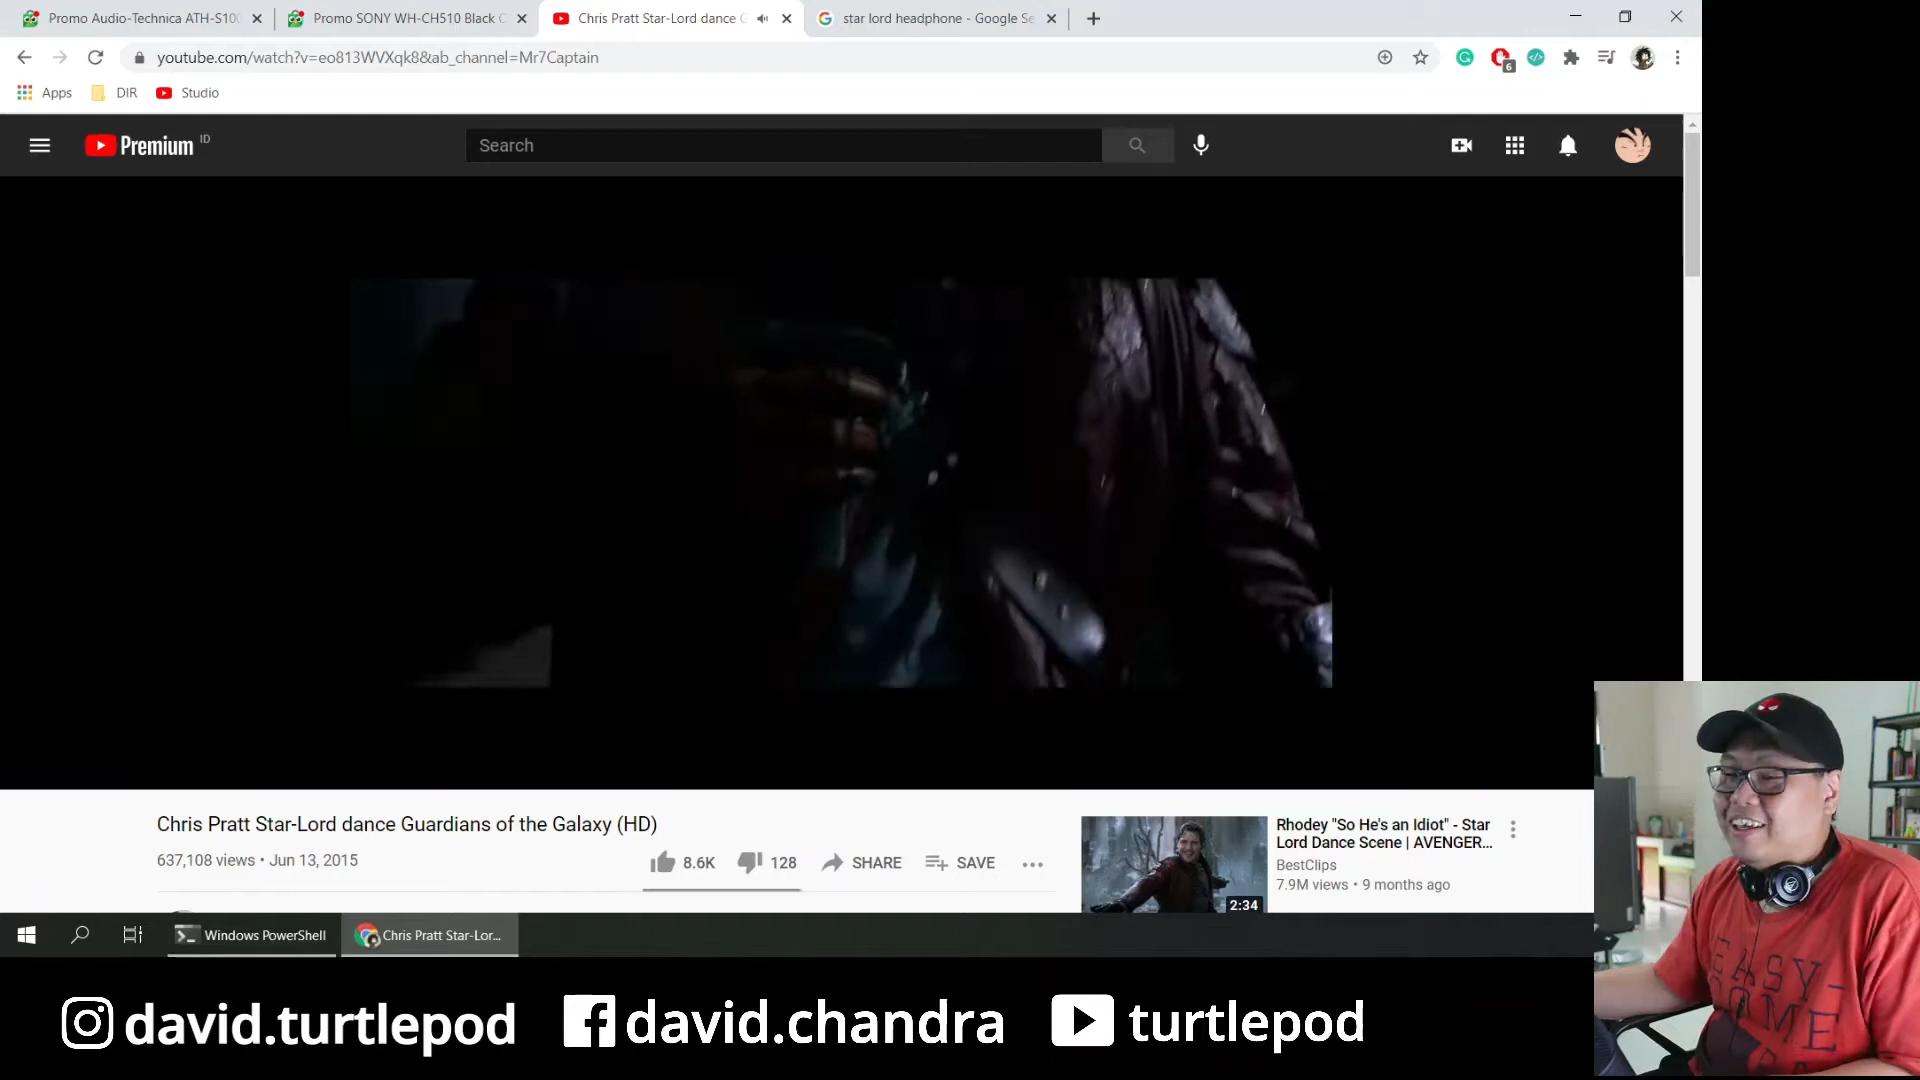 Promo Audio-Technica ATH-S100
Promo SONY WH-CH510 Black C
Chris Pratt Star-Lord dance G
star lord headphone - Google Se
youtube.com/watch?v=eo813WVXqk8&ab_channel=Mr7Captain
6
Apps
DIR
Studio
Premium ID
Search
Chris Pratt Star-Lord dance Guardians of the Galaxy (HD)
637,108 views • Jun 13, 2015
8.6K
128
SHARE
SAVE
Rhodey "So He's an Idiot" - Star
Lord Dance Scene | AVENGER...
BestClips
7.9M views • 9 months ago
2:34
Windows PowerShell
Chris Pratt Star-Lor...
EASY-
david.turtlepod
david.chandra
turtlepod